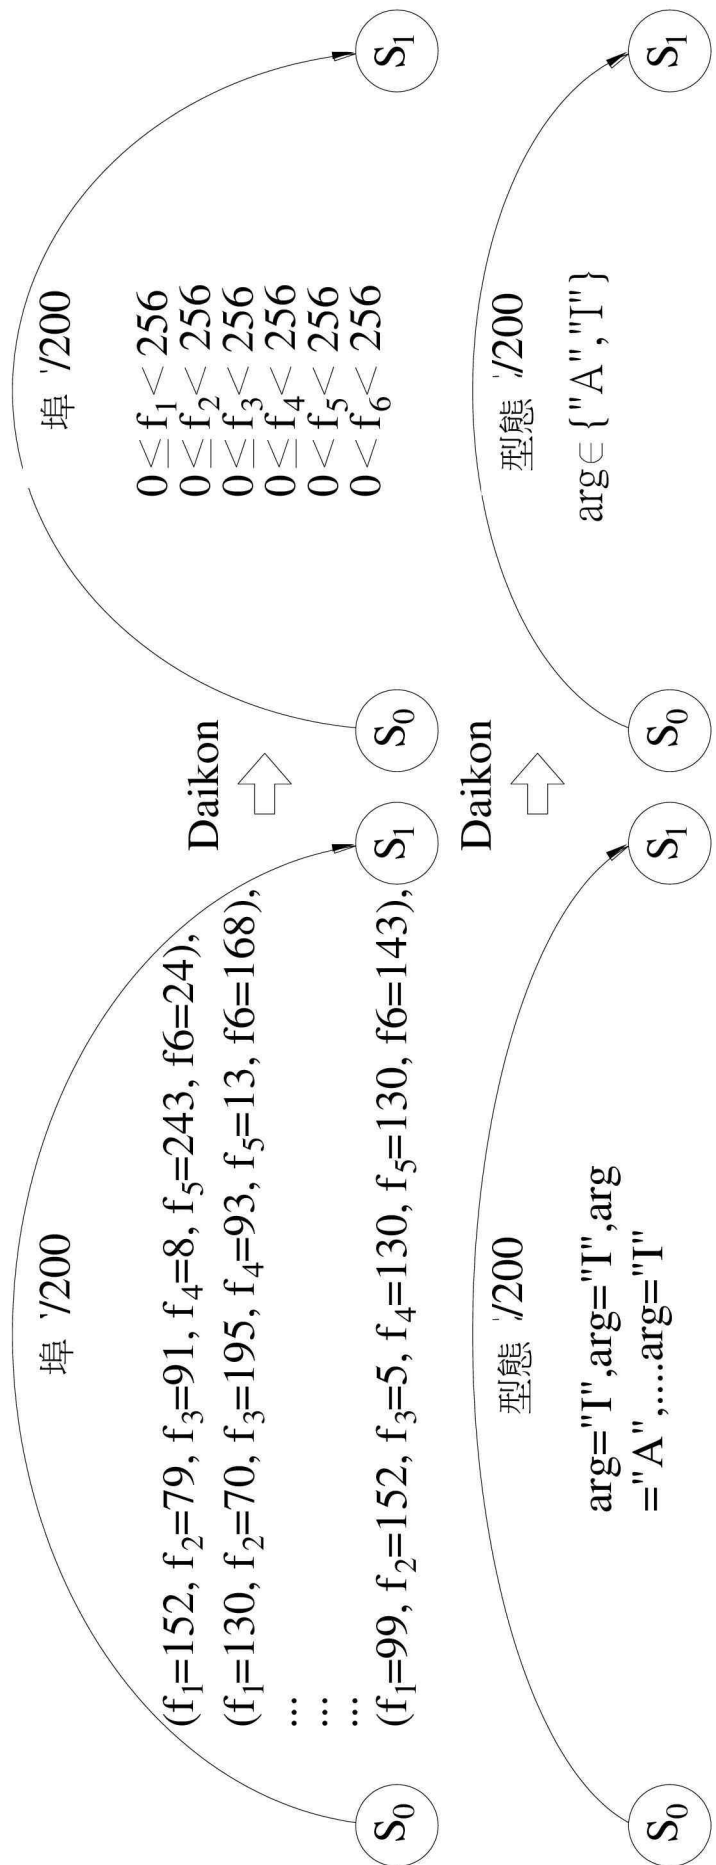 埠 '/200
(f₁=152, f₂=79, f₃=91, f₄=8, f₅=243, f6=24),
(f₁=130, f₂=70, f₃=195, f₄=93, f₅=13, f6=168),
...
...
...
(f₁=99, f₂=152, f₃=5, f₄=130, f₅=130, f6=143),
S₀
S₁
Daikon
埠 '/200
0≤f₁<256
0≤f₂<256
0≤f₃<256
0≤f₄<256
0<f₅<256
0<f₆<256
S₀
S₁
型態 '/200
arg="I",arg="I",arg
="A",....arg="I"
S₀
S₁
Daikon
型態 '/200
arg∈{"A","I"}
S₀
S₁